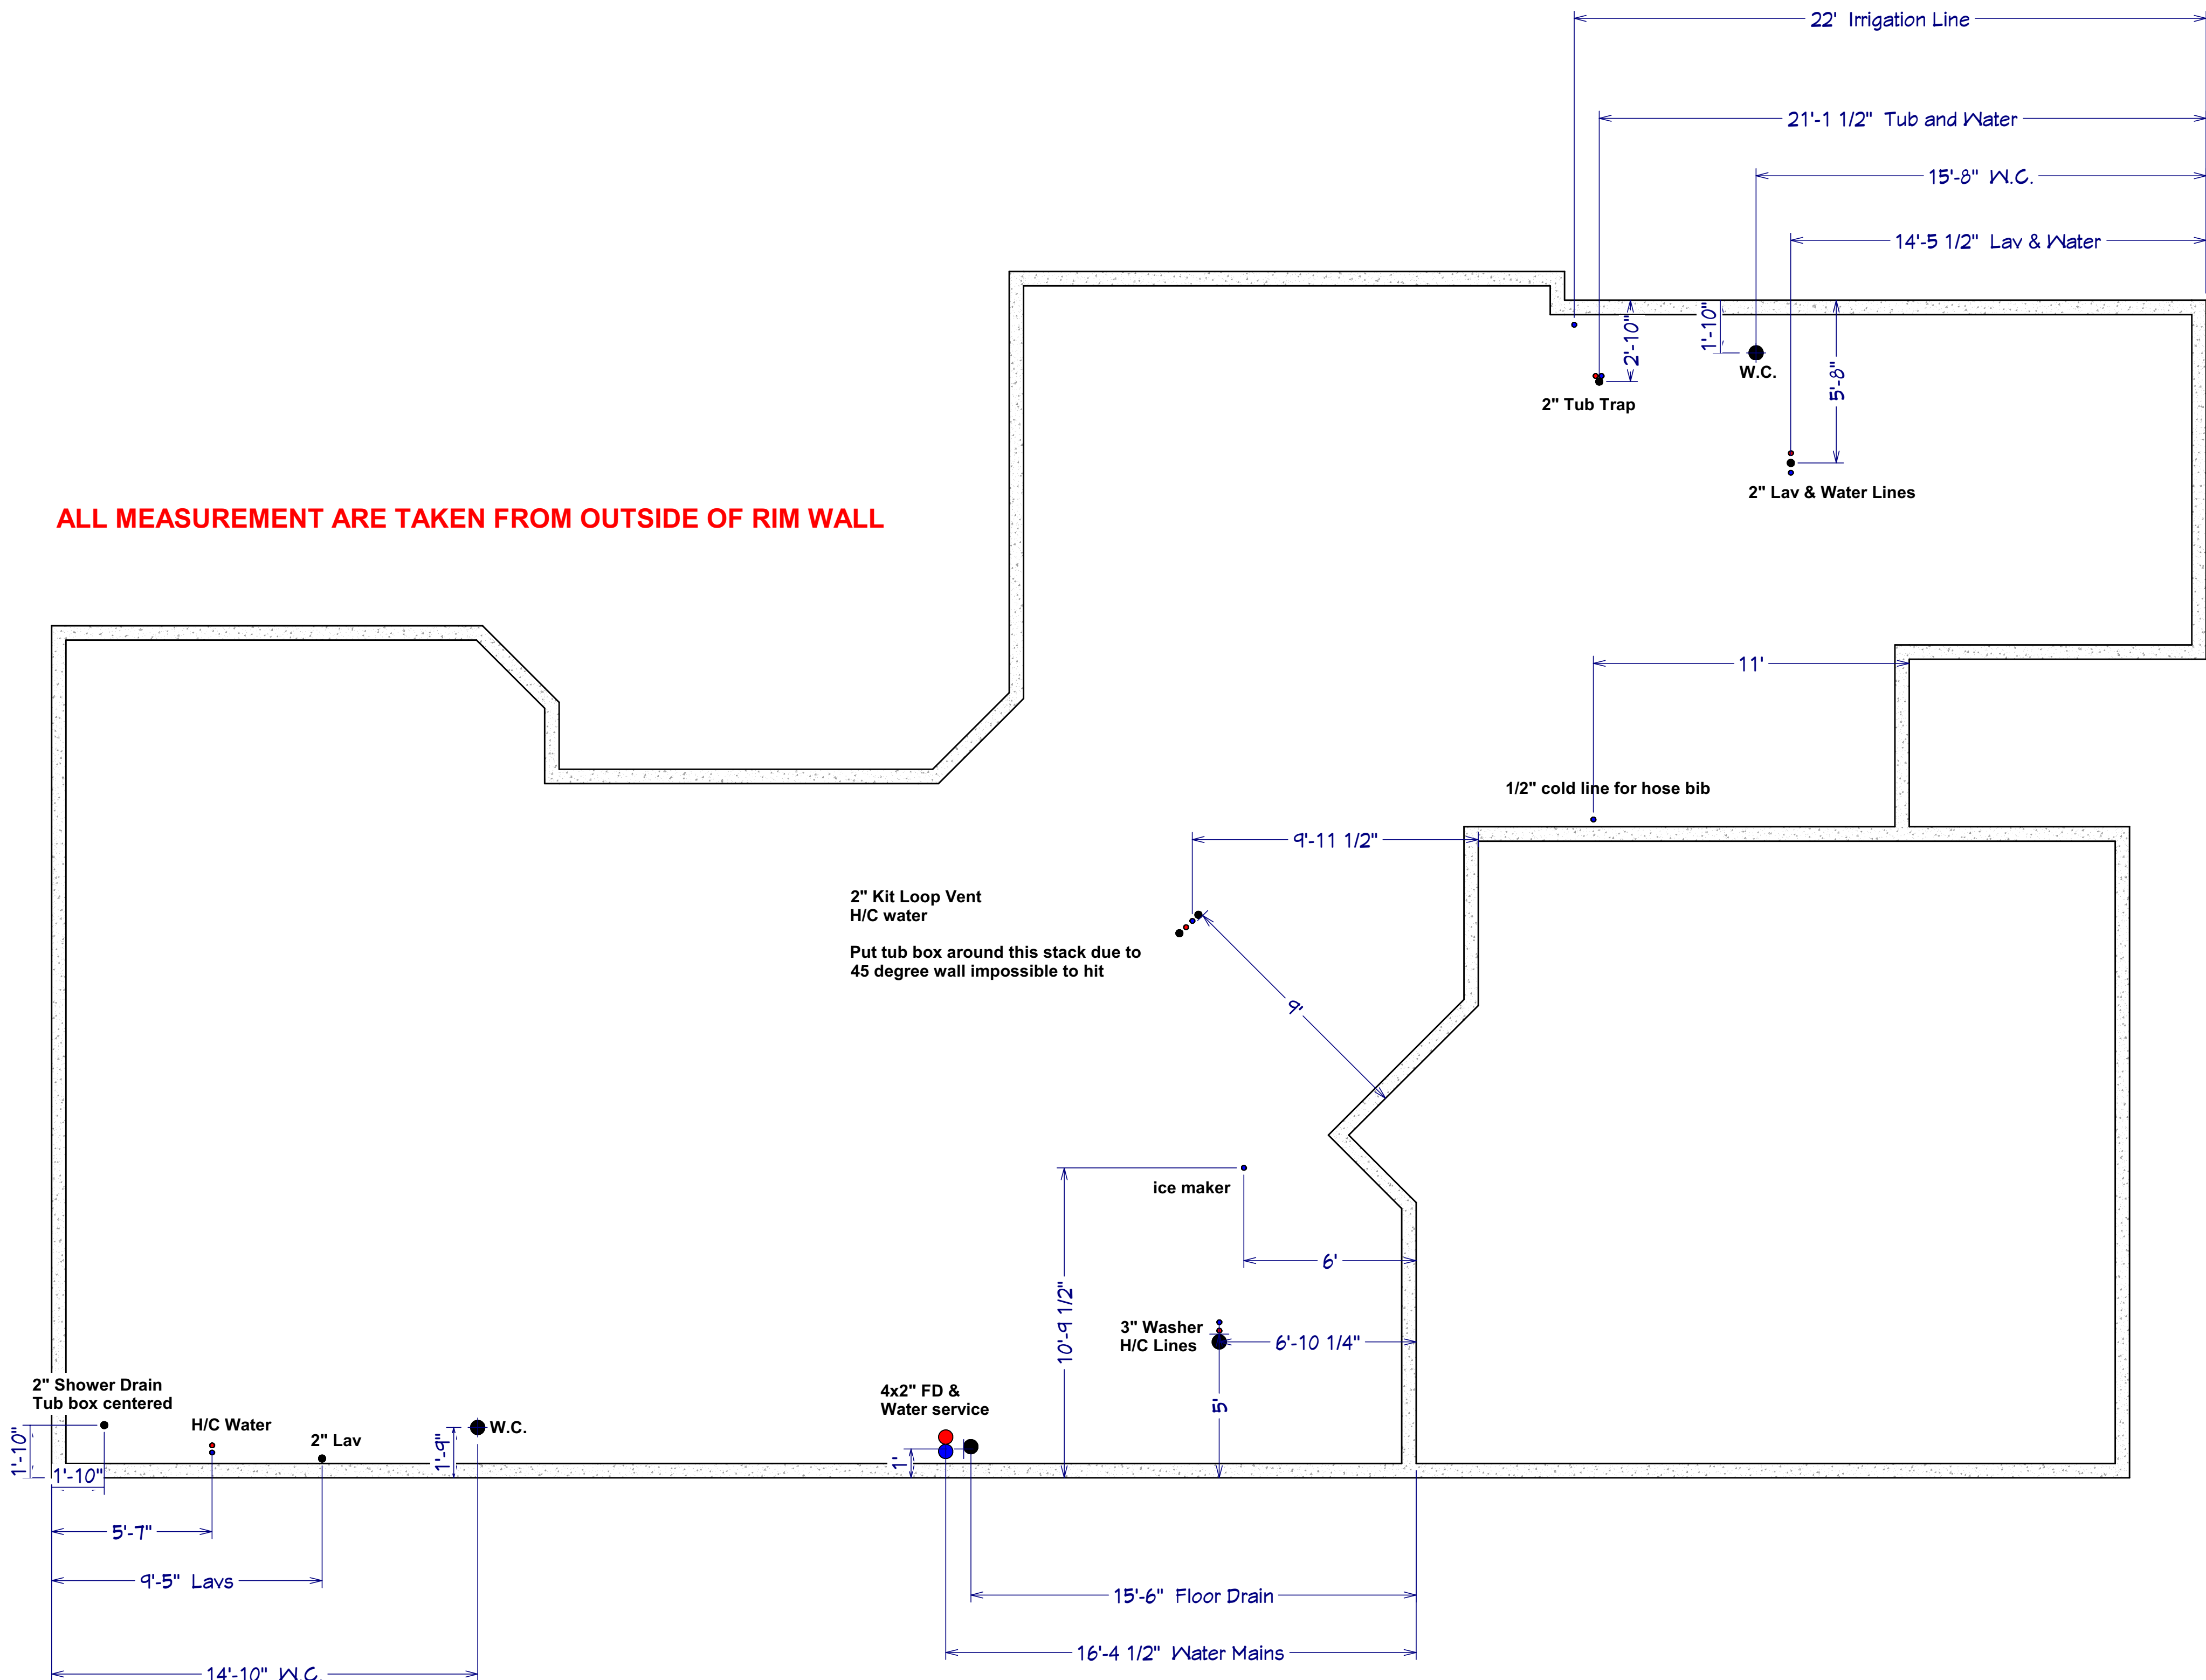 22' Irrigation Line
21'-1 1/2" Tub and Water
15'-8" W.C.
14'-5 1/2" Lav & Water
2'-10"
1'-10"
W.C.
5'-8"
2" Tub Trap
2" Lav & Water Lines
ALL MEASUREMENT ARE TAKEN FROM OUTSIDE OF RIM WALL
11'
1/2" cold line for hose bib
9'-11 1/2"
2" Kit Loop Vent
H/C water
Put tub box around this stack due to
45 degree wall impossible to hit
9'
ice maker
6'
10'-9 1/2"
3" Washer
H/C Lines
6'-10 1/4"
5'
2" Shower Drain
Tub box centered
H/C Water
2" Lav
W.C.
4x2" FD &
Water service
1'-10"
1'-10"
1'-9"
1'
5'-7"
9'-5" Lavs
15'-6" Floor Drain
16'-4 1/2" Water Mains
14'-10" W.C.